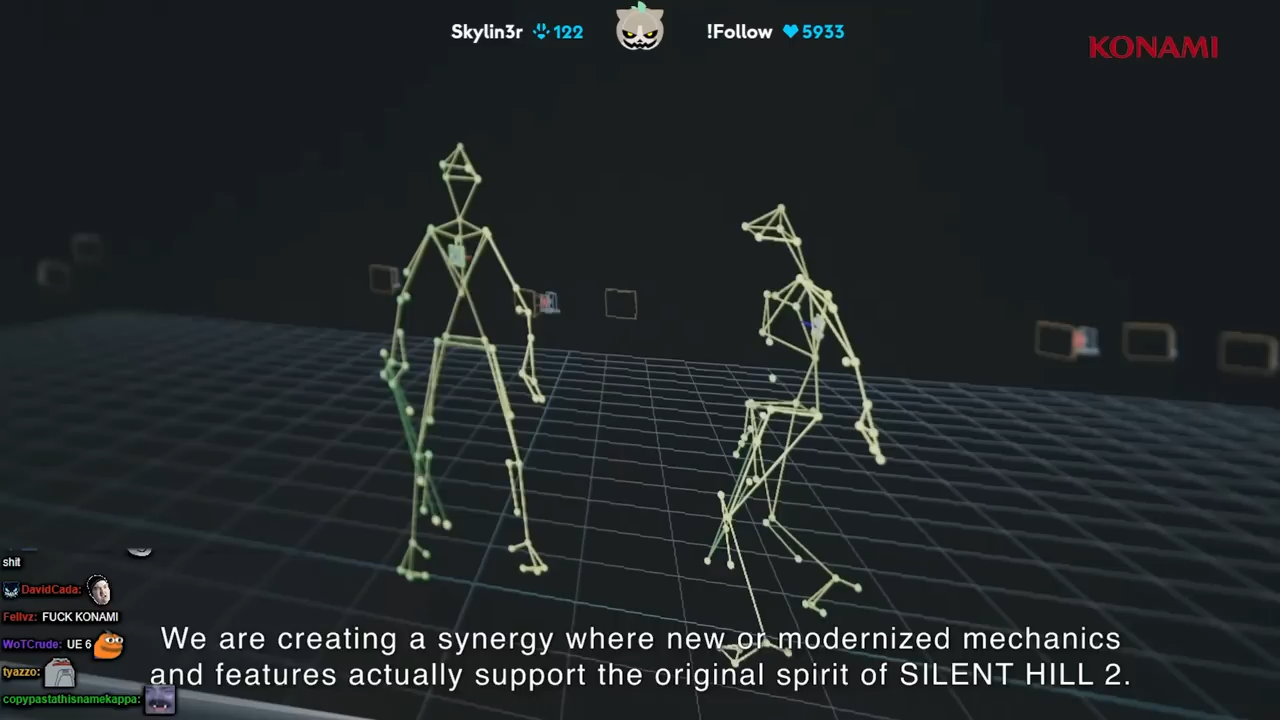 Skylin3r 122
!Follow 5933
KONAMI
shit
DavidCada:
Fellvz: FUCK KONAMI
WoTCrude: UE 6
tyazzo:
copypastathisnamekappa:
We are creating a synergy where new or modernized mechanics
and features actually support the original spirit of SILENT HILL 2.